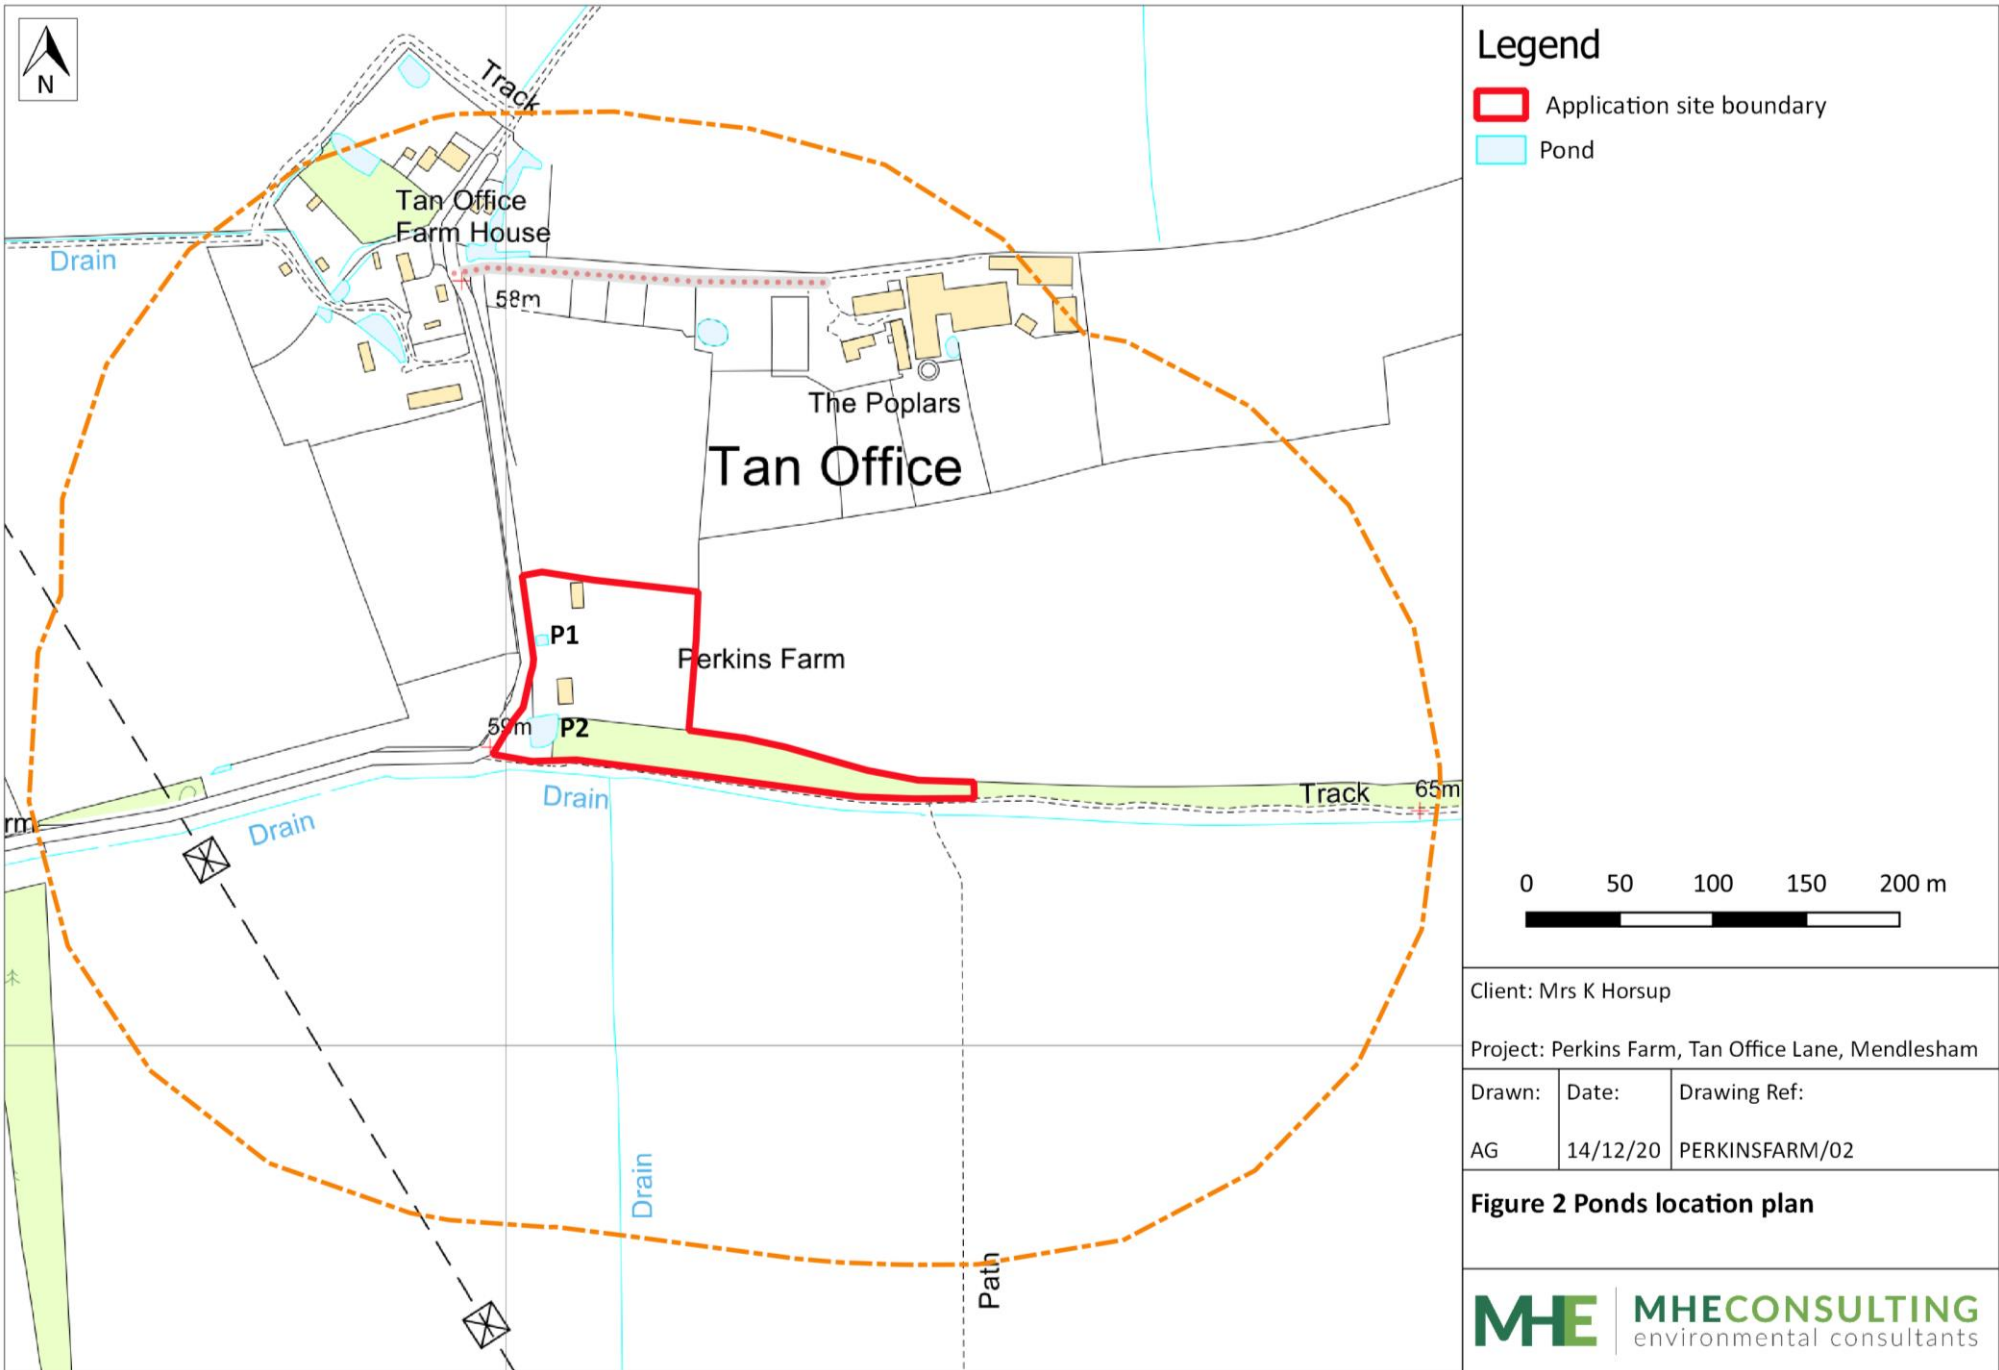 N
Track
Tan Office
Farm House
Drain
58m
The Poplars
Tan Office
P1
Perkins Farm
59m
P2
Drain
Track
65m
rm
Drain
Drain
Path
Legend
Application site boundary
Pond
0 50 100 150 200 m
Client: Mrs K Horsup
Project: Perkins Farm, Tan Office Lane, Mendlesham
Drawn: Date: Drawing Ref:
AG 14/12/20 PERKINSFARM/02
Figure 2 Ponds location plan
MHE MHECONSULTING
environmental consultants